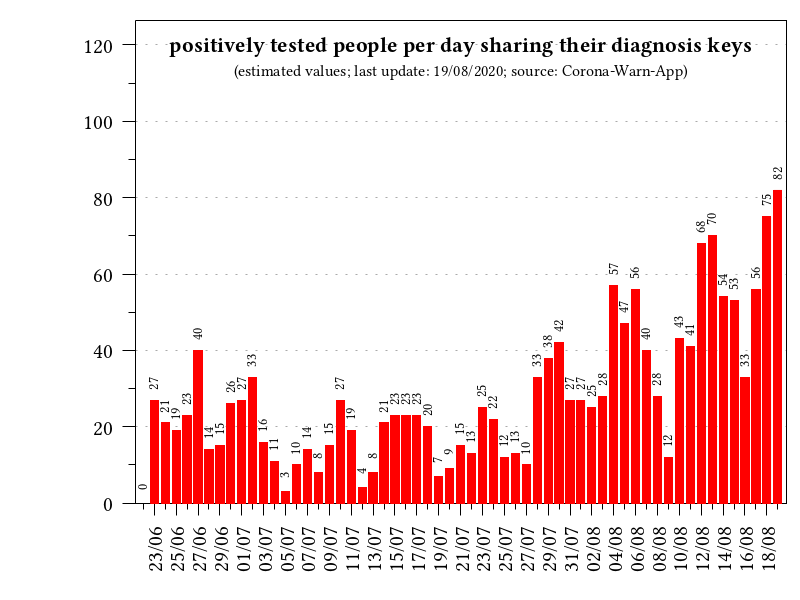 positively tested people per day sharing their diagnosis keys
(estimated values; last update: 19/08/2020; source: Corona-Warn-App)
120
100
80
60
40
20
0
0 27 21 19 23 40 14 15 26 27 33 16 11 3 10 14 8 15 27 19 4 8 21 23 23 23 20 7 9 15 13 25 22 12 13 10 33 38 42 27 27 25 28 57 47 56 40 28 12 43 41 68 70 54 53 33 56 75 82
23/06 25/06 27/06 29/06 01/07 03/07 05/07 07/07 09/07 11/07 13/07 15/07 17/07 19/07 21/07 23/07 25/07 27/07 29/07 31/07 02/08 04/08 06/08 08/08 10/08 12/08 14/08 16/08 18/08